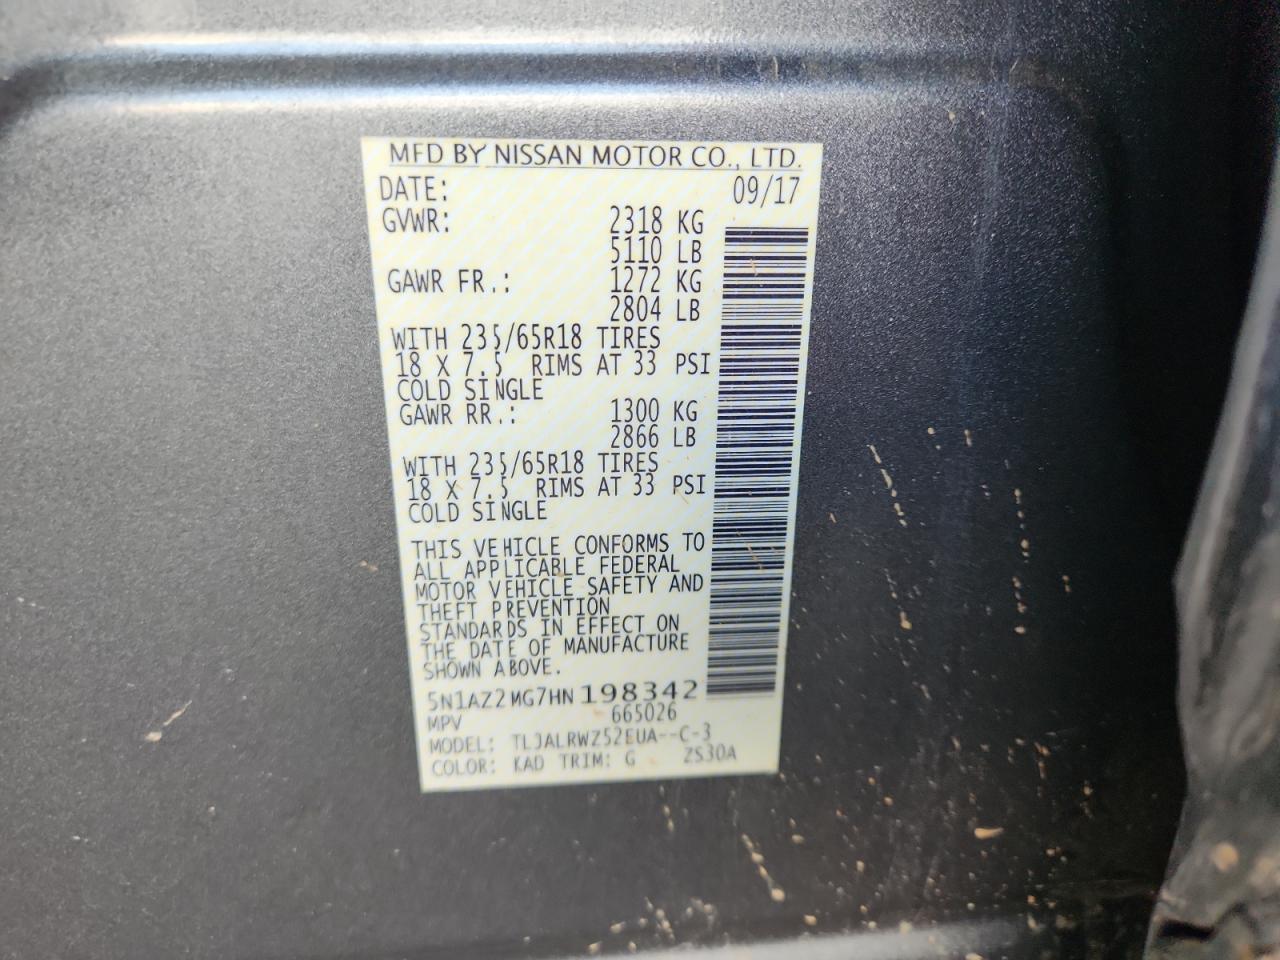 MFD BY NISSAN MOTOR CO., LTD.
DATE: 09/17
GVWR: 2318 KG
5110 LB
GAWR FR.: 1272 KG
2804 LB
WITH 235/65R18 TIRES
18 X 7.5 RIMS AT 33 PSI
COLD SINGLE
GAWR RR.: 1300 KG
2866 LB
WITH 235/65R18 TIRES
18 X 7.5 RIMS AT 33 PSI
COLD SINGLE
THIS VEHICLE CONFORMS TO
ALL APPLICABLE FEDERAL
MOTOR VEHICLE SAFETY AND
THEFT PREVENTION
STANDARDS IN EFFECT ON
THE DATE OF MANUFACTURE
SHOWN ABOVE.
5N1AZ2MG7HN198342
MPV 665026
MODEL: TLJALRWZ52EUA--C-3
COLOR: KAD TRIM: G ZS30A